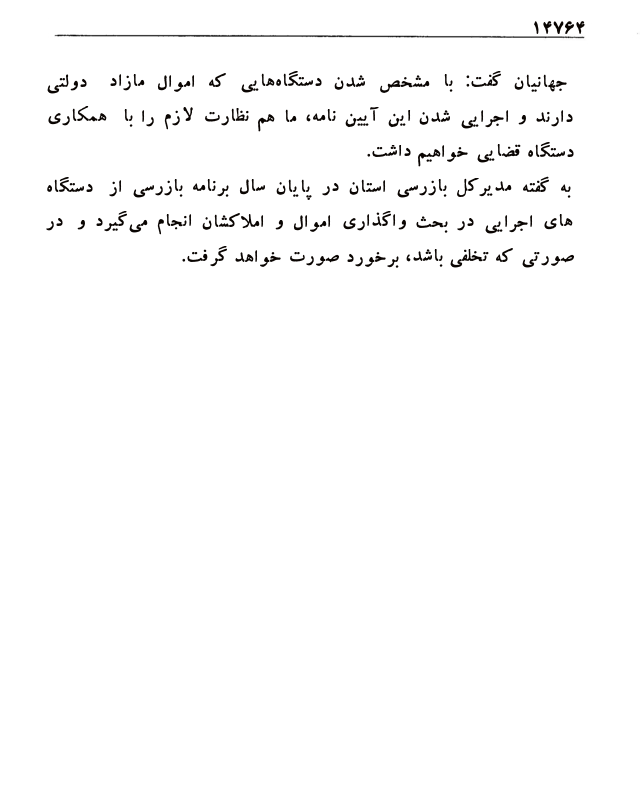 ۱۴۷۶۴
جهانیان گفت: با مشخص شدن دستگاه‌هایی که اموال مازاد دولتی
دارند و اجرایی شدن این آیین نامه، ما هم نظارت لازم را با همکاری
دستگاه قضایی خواهیم داشت.
به گفته مدیرکل بازرسی استان در پایان سال برنامه بازرسی از دستگاه
های اجرایی در بحث واگذاری اموال و املاکشان انجام می‌گیرد و در
صورتی که تخلفی باشد، برخورد صورت خواهد گرفت.